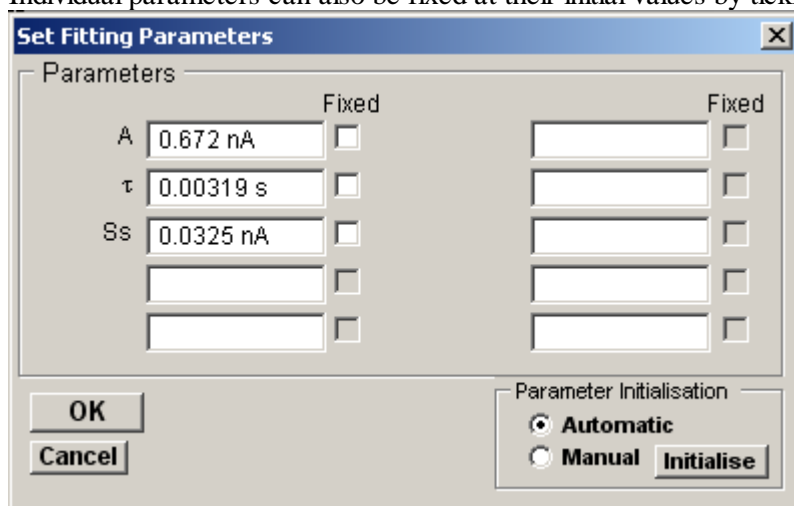 Individual parameters can also be fixed at their initial values by
Set Fitting Parameters
Parameters
Fixed
Fixed
A 0.672 nA
τ 0.00319 s
Ss 0.0325 nA
OK
Cancel
Parameter Initialisation
Automatic
Manual Initialise